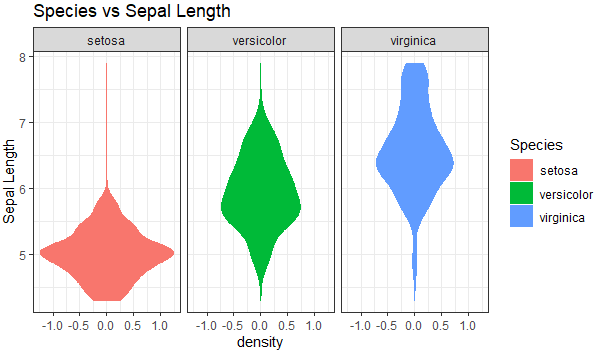 Species vs Sepal Length
setosa versicolor virginica
8
7
6
5
Sepal Length
-1.0 -0.5 0.0 0.5 1.0 -1.0 -0.5 0.0 0.5 1.0 -1.0 -0.5 0.0 0.5 1.0
density
Species
setosa
versicolor
virginica